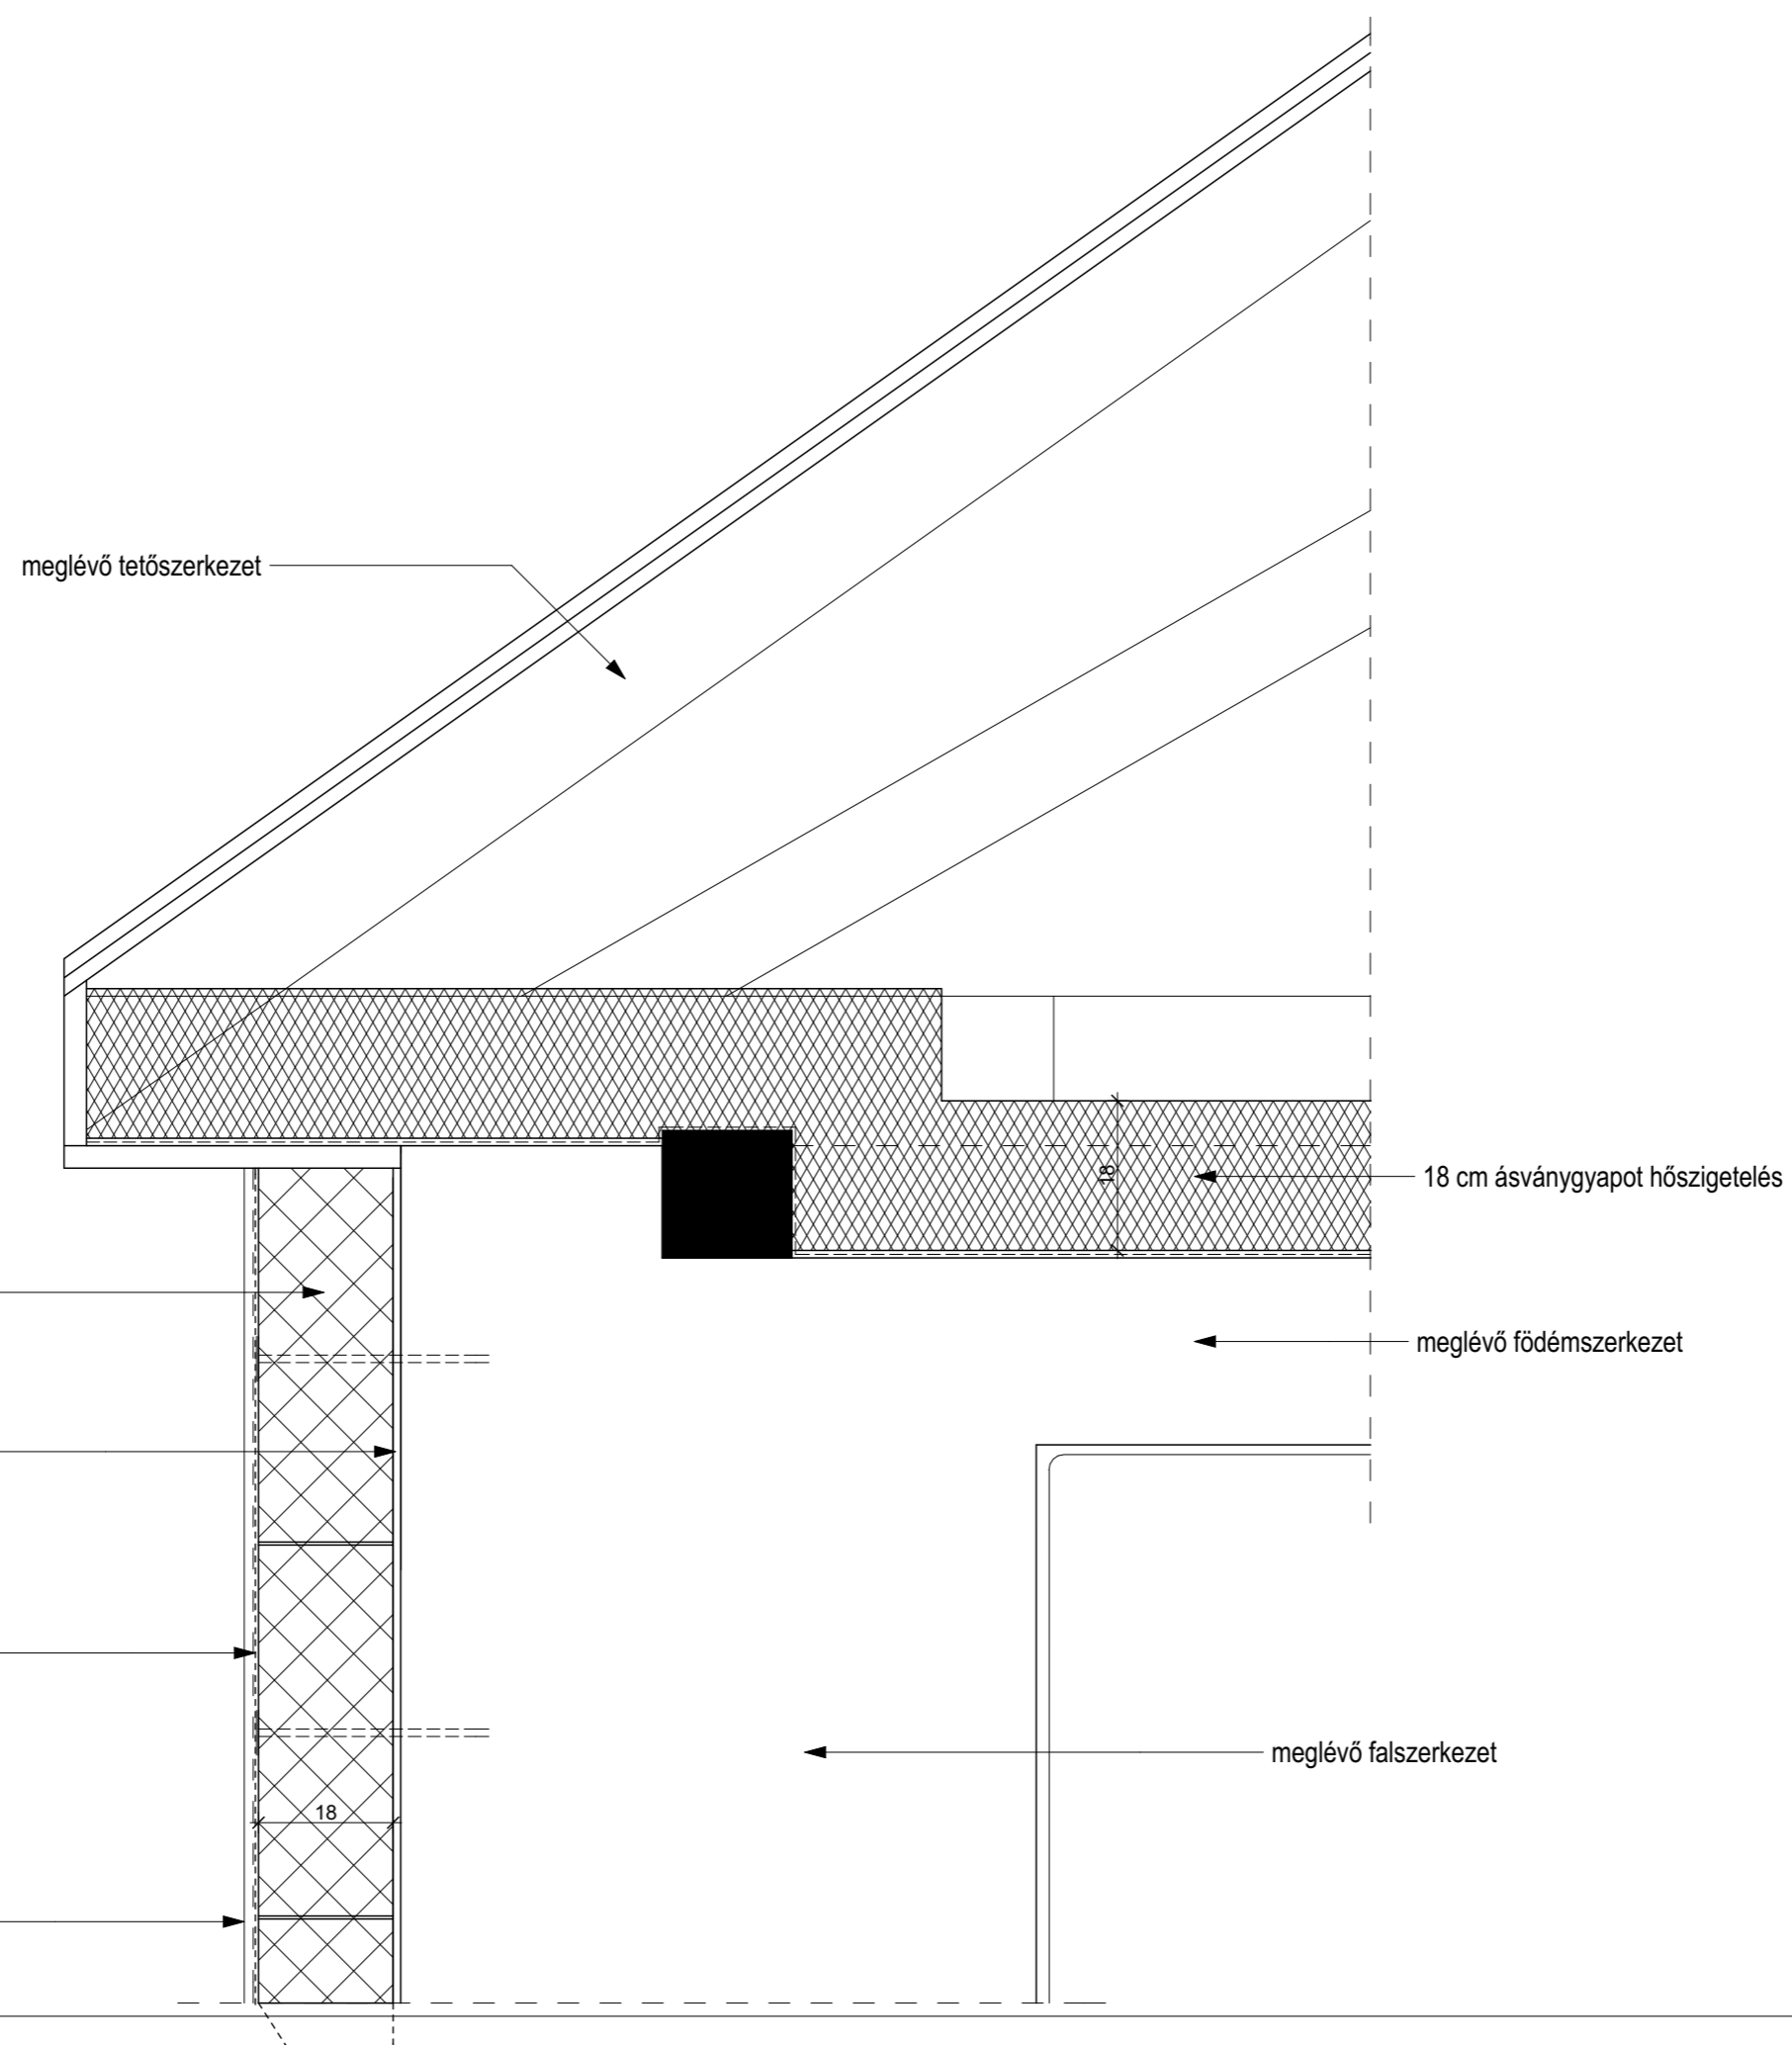 meglévő tetőszerkezet
18
18 cm ásványgyapot hőszigetelés
meglévő födémszerkezet
meglévő falszerkezet
18